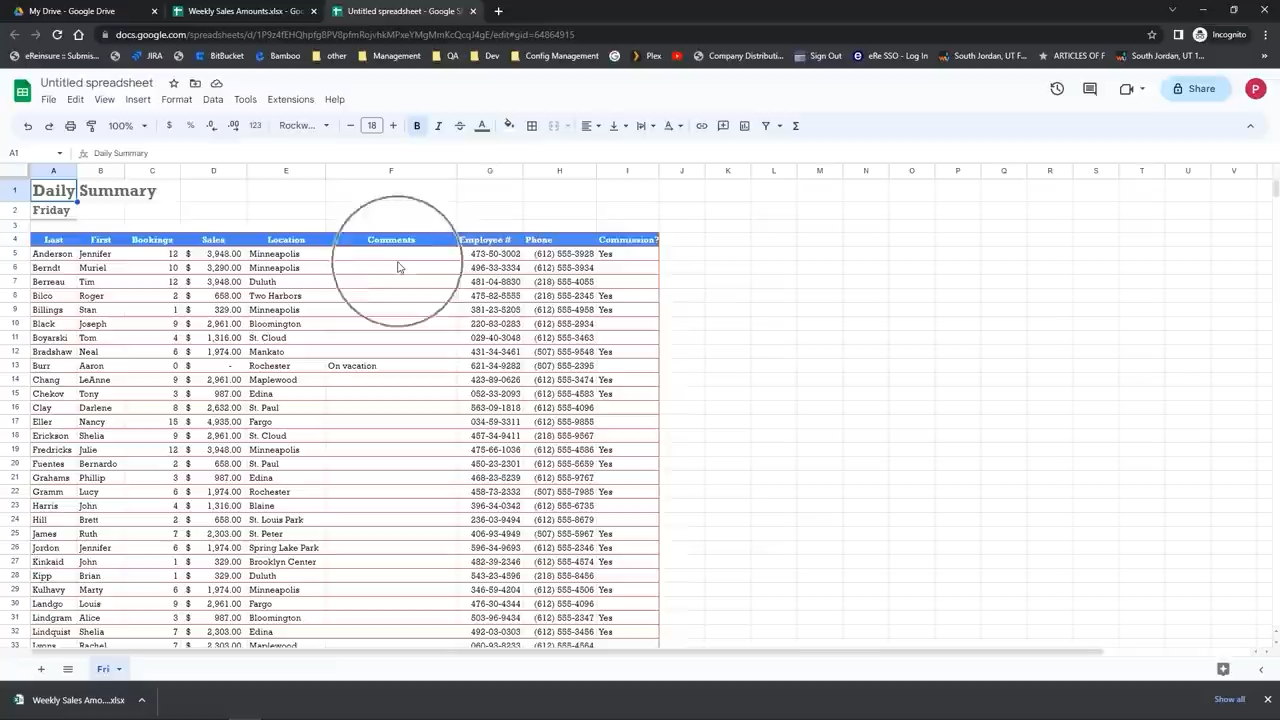 My Drive - Google Drive
Weekly Sales Amounts.xlsx - Goo
Untitled spreadsheet - Google S
docs.google.com/spreadsheets/d/
Incognito
eReinsure :: Submis...
JIRA
BitBucket
Bamboo
other
Management
QA
Dev
Config Management
Plex
Company Distributi...
Sign Out
eRe SSO - Log In
South Jordan, UT F...
ARTICLES OF F
South Jordan, UT 1...
Untitled spreadsheet
File Edit View Insert Format Data Tools Extensions Help
Share
P
100% $ % .0 .00 123 Rockw... 18 B I S A
A1 Daily Summary
A B C D E F G H I J K L M N O P Q R S T U V
1 Daily Summary
2 Friday
3
4 Last First Bookings Sales Location Comments Employee # Phone Commission?
5 Anderson Jennifer 12 $ 3,948.00 Minneapolis 473-50-3002 (612) 555-3928 Yes
6 Berndt Muriel 10 $ 3,290.00 Minneapolis 496-33-3334 (612) 555-3934
7 Berreau Tim 12 $ 3,948.00 Duluth 481-04-8830 (218) 555-4055
8 Bilco Roger 2 $ 658.00 Two Harbors 475-82-5555 (218) 555-2345 Yes
9 Billings Stan 1 $ 329.00 Minneapolis 381-23-5205 (612) 555-4958 Yes
10 Black Joseph 9 $ 2,961.00 Bloomington 220-83-0283 (612) 555-2934
11 Boyarski Tom 4 $ 1,316.00 St. Cloud 029-40-3048 (612) 555-3463
12 Bradshaw Neal 6 $ 1,974.00 Mankato 431-34-3461 (507) 555-9548 Yes
13 Burr Aaron 0 $ - Rochester On vacation 621-34-9282 (507) 555-2395
14 Chang LeAnne 9 $ 2,961.00 Maplewood 423-89-0626 (612) 555-3474 Yes
15 Chekov Tony 3 $ 987.00 Edina 052-33-2093 (612) 555-4583 Yes
16 Clay Darlene 8 $ 2,632.00 St. Paul 563-09-1818 (612) 555-4096
17 Eller Nancy 15 $ 4,935.00 Fargo 034-59-3311 (612) 555-9855
18 Erickson Shelia 9 $ 2,961.00 St. Cloud 457-34-9411 (218) 555-9567
19 Fredricks Julie 12 $ 3,948.00 Minneapolis 475-66-1036 (612) 555-4586 Yes
20 Fuentes Bernardo 2 $ 658.00 St. Paul 450-23-2301 (612) 555-5659 Yes
21 Grahams Phillip 3 $ 987.00 Edina 468-23-5239 (612) 555-9767
22 Gramm Lucy 6 $ 1,974.00 Rochester 458-73-2332 (507) 555-7985 Yes
23 Harris John 4 $ 1,316.00 Blaine 396-34-0342 (612) 555-6735
24 Hill Brett 2 $ 658.00 St. Louis Park 236-03-9494 (612) 555-8679
25 James Ruth 7 $ 2,303.00 St. Peter 406-93-4949 (507) 555-5967 Yes
26 Jordon Jennifer 6 $ 1,974.00 Spring Lake Park 596-34-9693 (612) 555-2346 Yes
27 Kinkaid John 1 $ 329.00 Brooklyn Center 482-39-2346 (612) 555-4574 Yes
28 Kipp Brian 1 $ 329.00 Duluth 543-23-4596 (218) 555-8456
29 Kulhavy Marty 6 $ 1,974.00 Minneapolis 346-59-4204 (612) 555-4506 Yes
30 Landgo Louis 9 $ 2,961.00 Fargo 476-30-4344 (612) 555-4096
31 Lindgram Alice 3 $ 987.00 Bloomington 503-96-9434 (612) 555-2347 Yes
32 Lindquist Shelia 7 $ 2,303.00 Edina 492-03-0303 (612) 555-3456 Yes
33 Lyons Rachel 7 $ 2,303.00 Maplewood 060-93-8233 (612) 555-4564
Fri
Weekly Sales Amo....xlsx
Show all